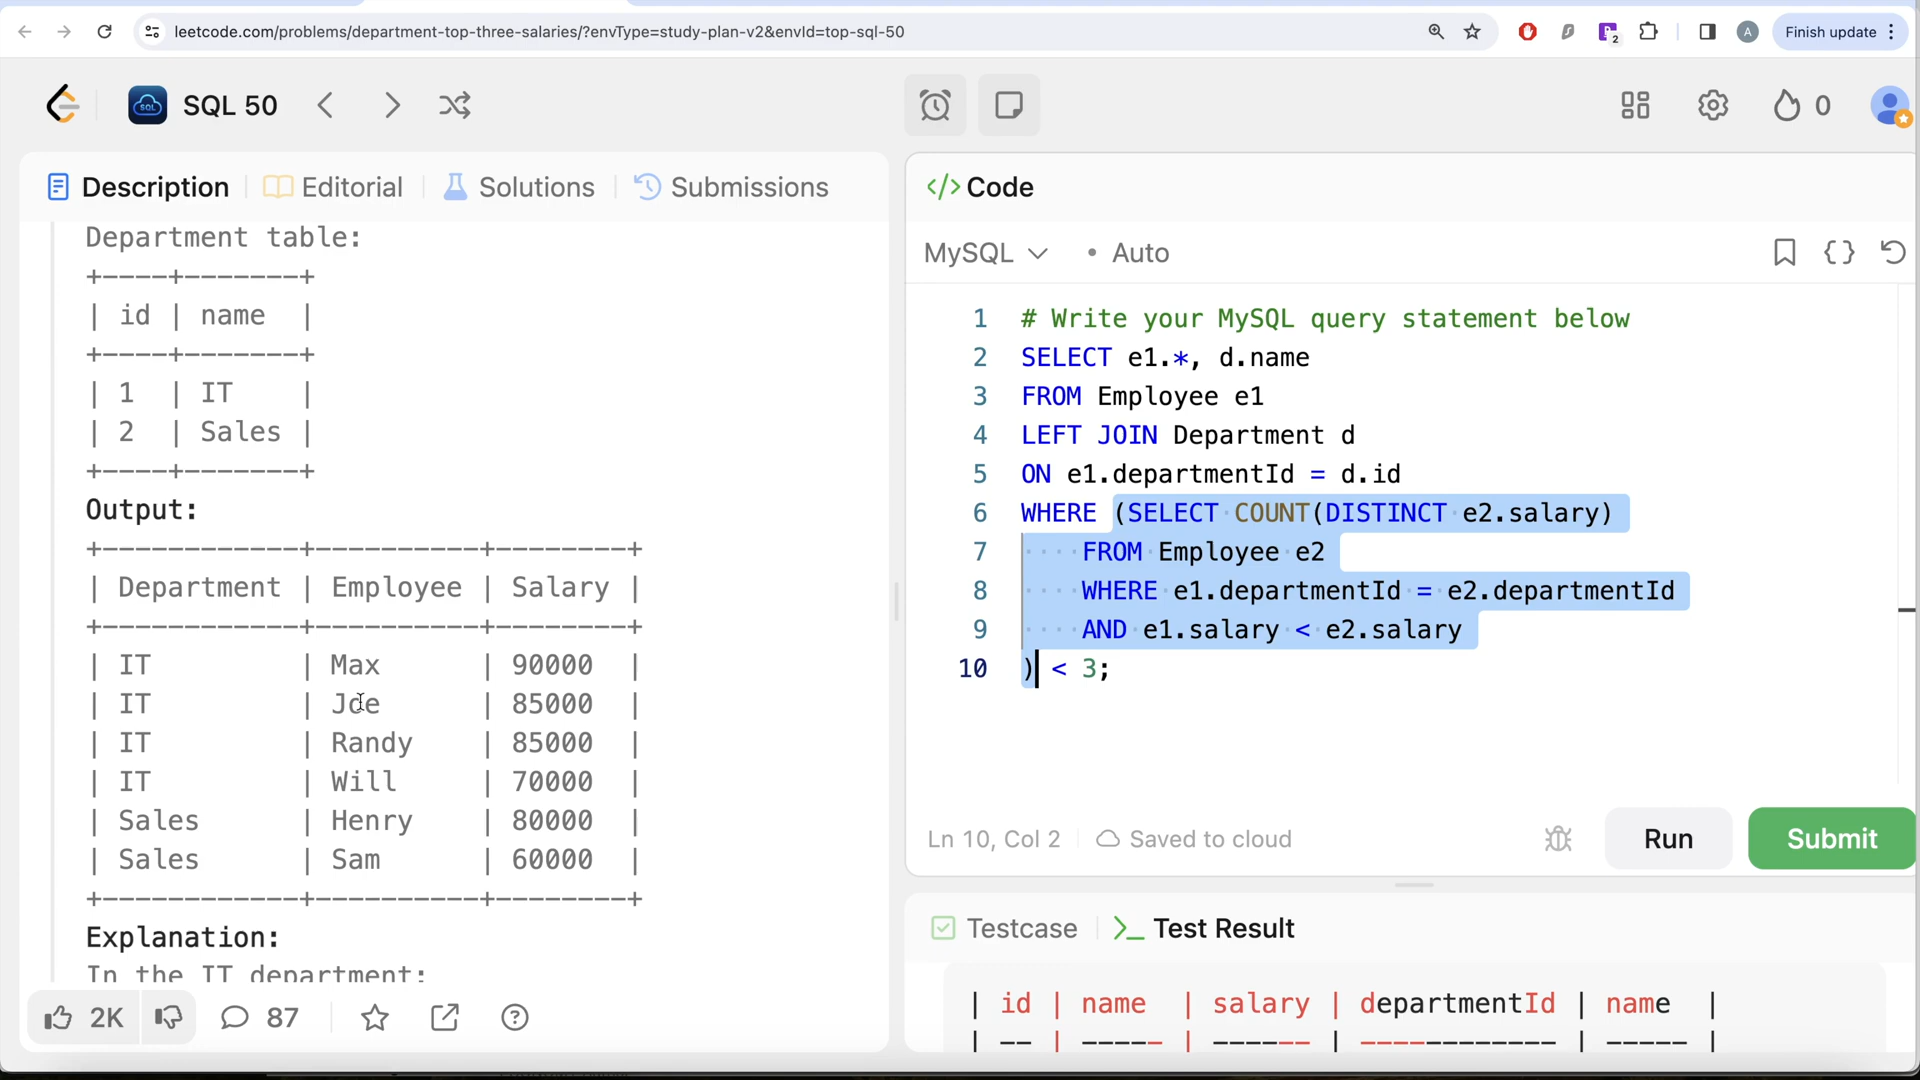 leetcode.com/problems/department-top-three-salaries/?envType=study-plan-v2&envId=top-sql-50
2
A
Finish update
SQL
SQL 50
0
Description
Editorial
Solutions
Submissions
Department table:
+----+-------+
| id | name  |
+----+-------+
| 1  | IT    |
| 2  | Sales |
+----+-------+
Output:
+------------+----------+--------+
| Department | Employee | Salary |
+------------+----------+--------+
| IT         | Max      | 90000  |
| IT         | Joe      | 85000  |
| IT         | Randy    | 85000  |
| IT         | Will     | 70000  |
| Sales      | Henry    | 80000  |
| Sales      | Sam      | 60000  |
+------------+----------+--------+
Explanation:
In the IT department:
2K
87
</> Code
MySQL
• Auto
{}
1 # Write your MySQL query statement below
2 SELECT e1.*, d.name
3 FROM Employee e1
4 LEFT JOIN Department d
5 ON e1.departmentId = d.id
6 WHERE (SELECT COUNT(DISTINCT e2.salary)
7     FROM Employee e2
8     WHERE e1.departmentId = e2.departmentId
9     AND e1.salary < e2.salary
10 ) < 3;
Ln 10, Col 2
Saved to cloud
Run
Submit
Testcase
>_ Test Result
| id | name  | salary | departmentId | name  |
| -- | ----- | ------ | ------------ | ----- |